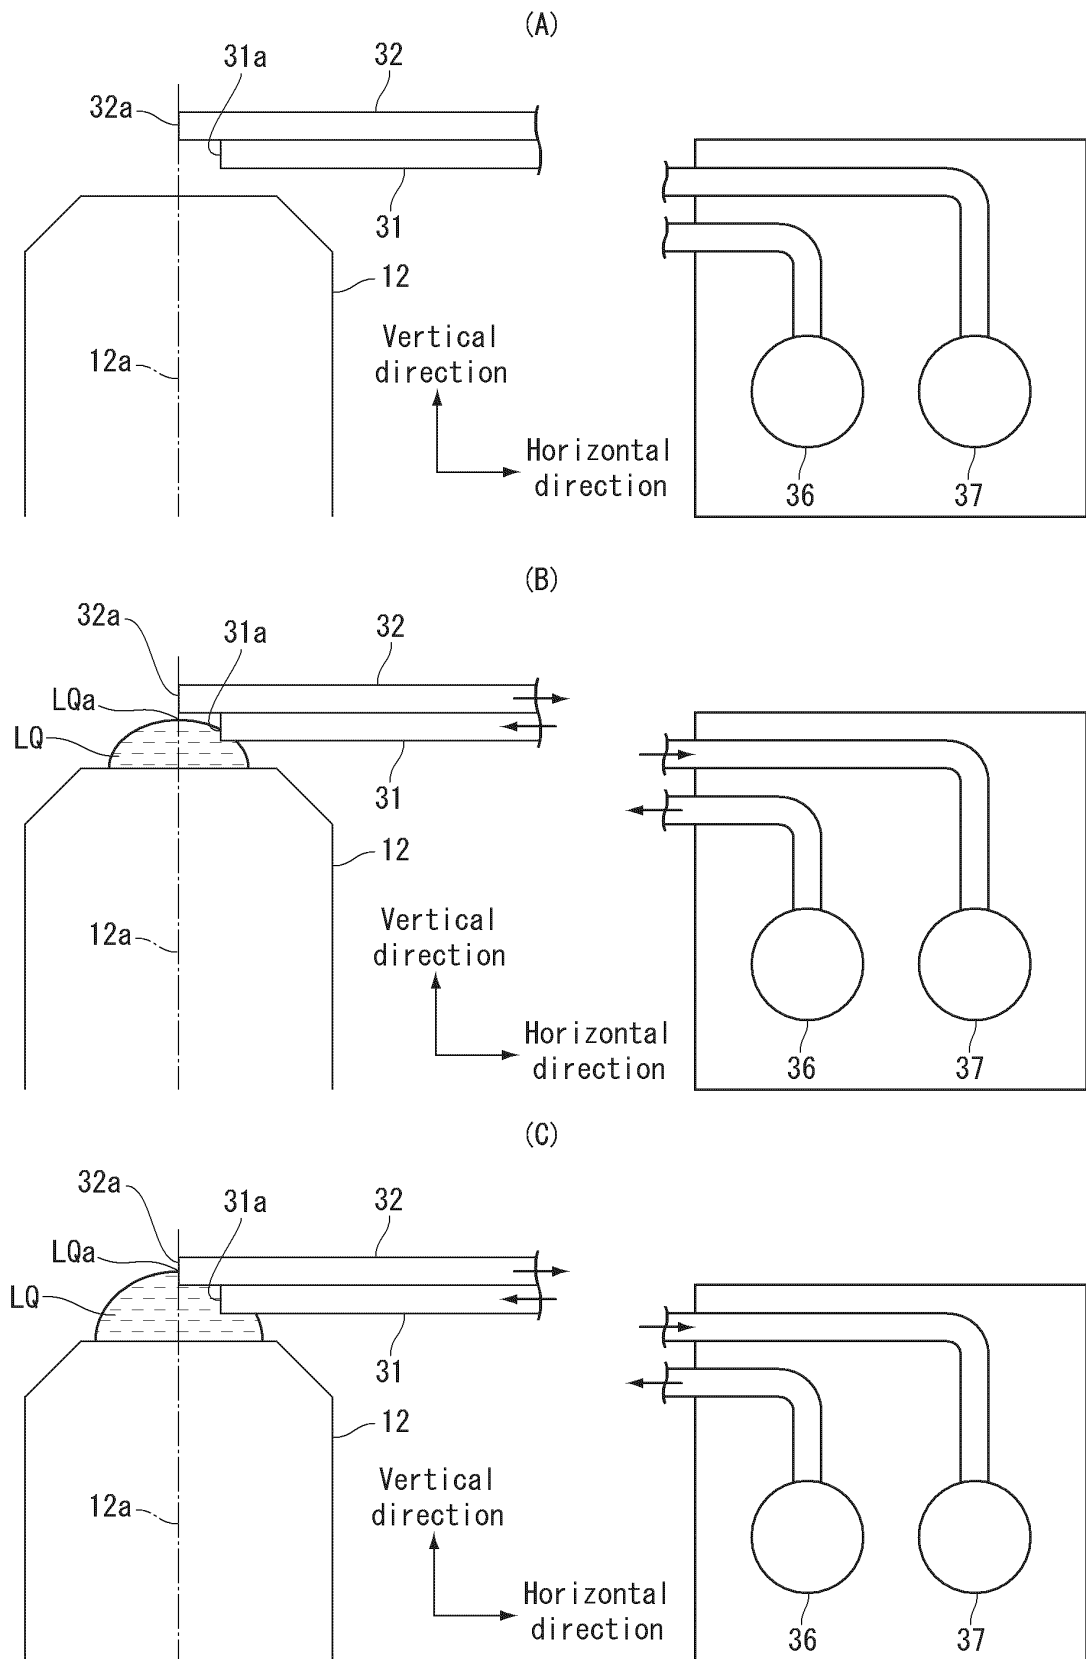 (A)
31a
32
32a
31
12
12a
Vertical
direction
Horizontal
direction
36
37
(B)
32a
31a
32
LQa
LQ
31
12
12a
Vertical
direction
Horizontal
direction
36
37
(C)
32a
31a
32
LQa
LQ
31
12
12a
Vertical
direction
Horizontal
direction
36
37